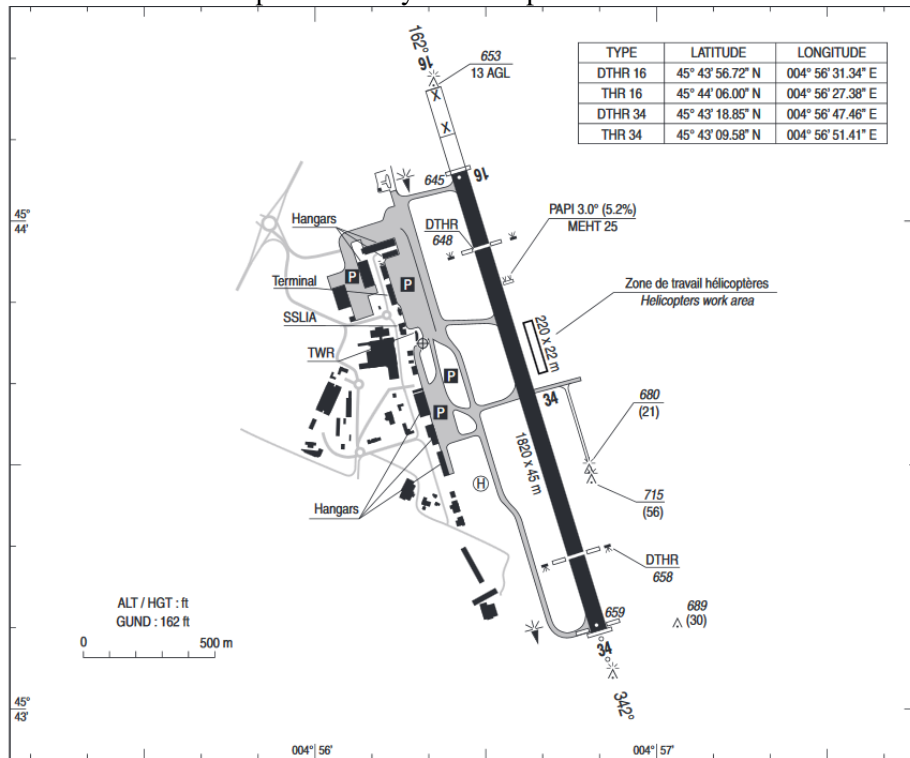 162°
16
653
13 AGL
TYPE LATITUDE LONGITUDE
DTHR 16 45° 43' 56.72" N 004° 56' 31.34" E
THR 16 45° 44' 06.00" N 004° 56' 27.38" E
DTHR 34 45° 43' 18.85" N 004° 56' 47.46" E
THR 34 45° 43' 09.58" N 004° 56' 51.41" E
X
X
645
16
45°
44'
Hangars
DTHR
648
PAPI 3.0° (5.2%)
MEHT 25
P
P
Terminal
Zone de travail hélicoptères
Helicopters work area
SSLIA
220 x 22 m
TWR
P
34
680
(21)
P
1820 x 45 m
H
715
(56)
Hangars
DTHR
658
ALT / HGT : ft
GUND : 162 ft
659
689
(30)
0 500 m
34
342°
45°
43'
004° 56'
004° 57'